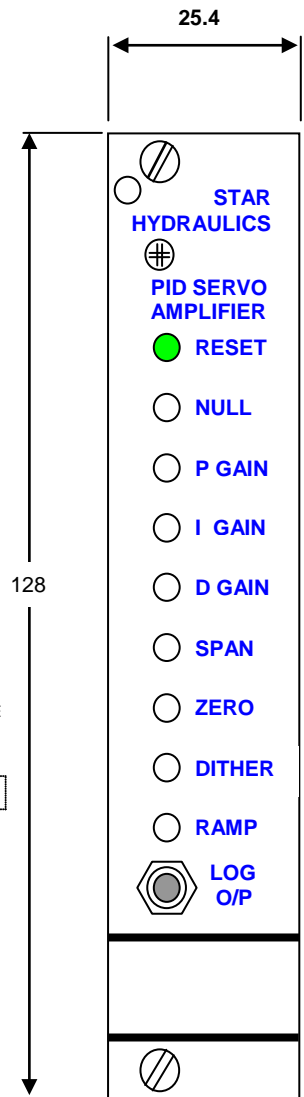 25.4
STAR
HYDRAULICS
PID SERVO
AMPLIFIER
RESET
NULL
P GAIN
I GAIN
D GAIN
128
SPAN
ZERO
DITHER
RAMP
LOG
O/P